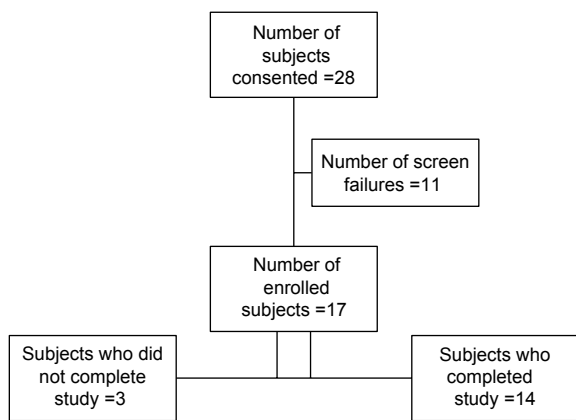 Number of
subjects
consented =28
Number of screen
failures =11
Number of
enrolled
subjects =17
Subjects who did
not complete
study =3
Subjects who
completed
study =14